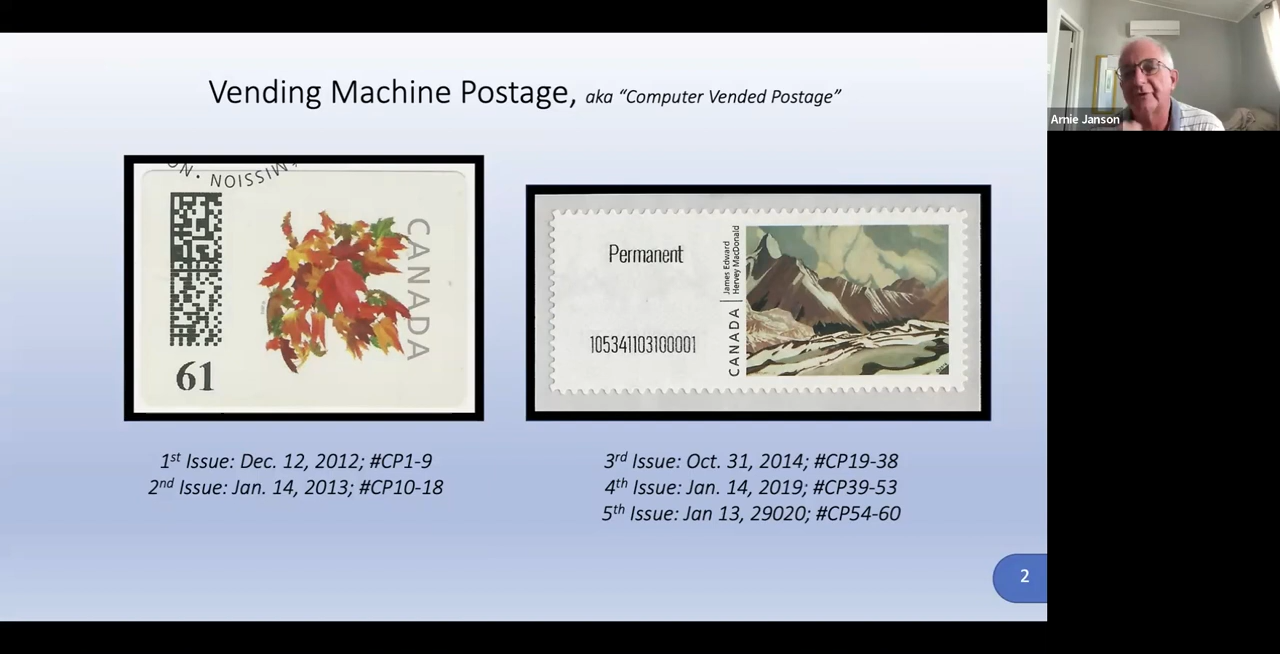 Vending Machine Postage, aka “Computer Vended Postage”
Arnie Janson
MISSION •
CANADA
61
Permanent
105341103100001
CANADA | James Edward
Hervey MacDonald
1st Issue: Dec. 12, 2012; #CP1-9
2nd Issue: Jan. 14, 2013; #CP10-18
3rd Issue: Oct. 31, 2014; #CP19-38
4th Issue: Jan. 14, 2019; #CP39-53
5th Issue: Jan 13, 29020; #CP54-60
2